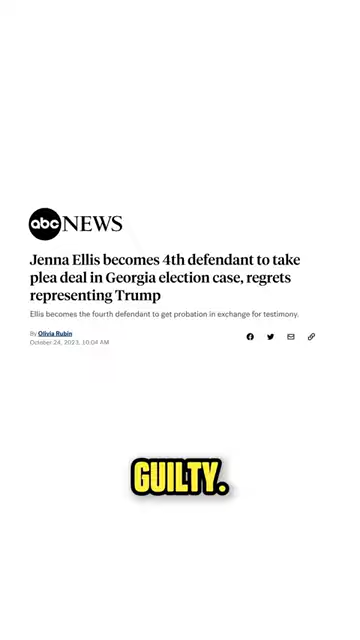 abc NEWS
Jenna Ellis becomes 4th defendant to take
plea deal in Georgia election case, regrets
representing Trump
Ellis becomes the fourth defendant to get probation in exchange for testimony.
By Olivia Rubin
October 24, 2023, 10:04 AM
GUILTY.